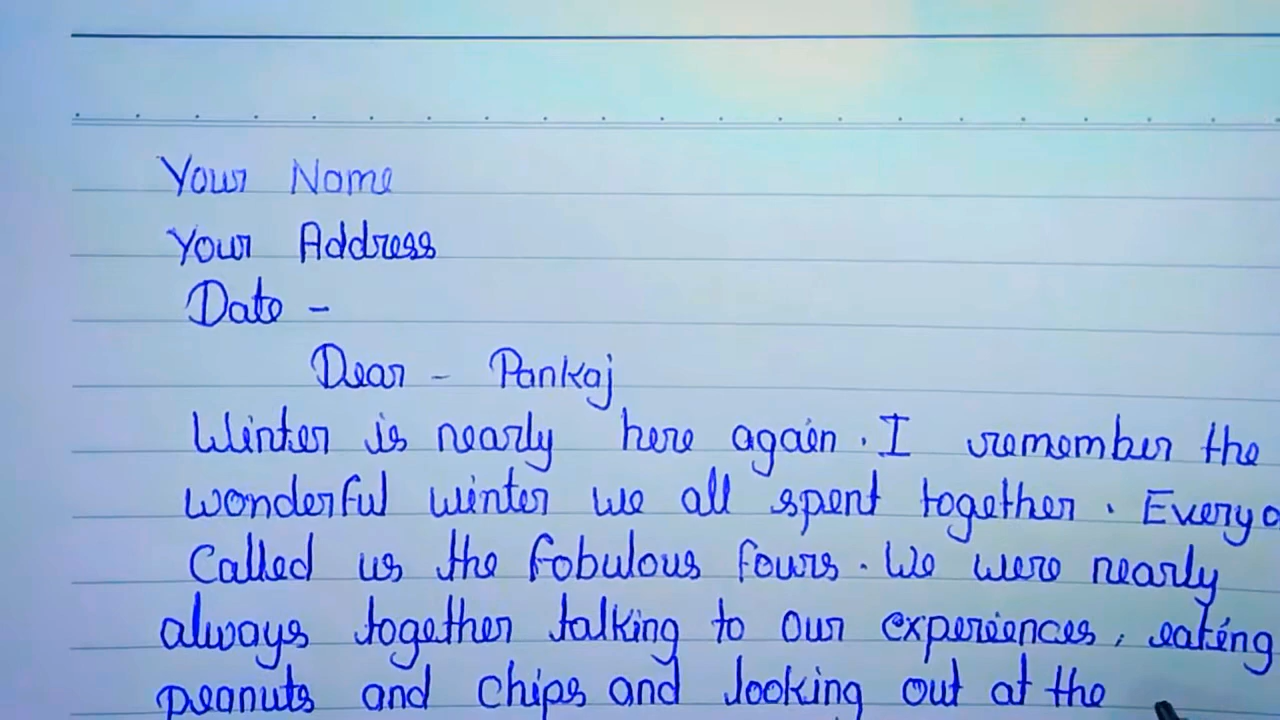 Your Name
Your Address
Date -
Dear - Pankaj
Winter is nearly here again. I remember the
wonderful winter we all spent together. Everyo
Called us the fobulous fours. We were nearly
always together talking to our experiences, eating
peanuts and chips and looking out at the